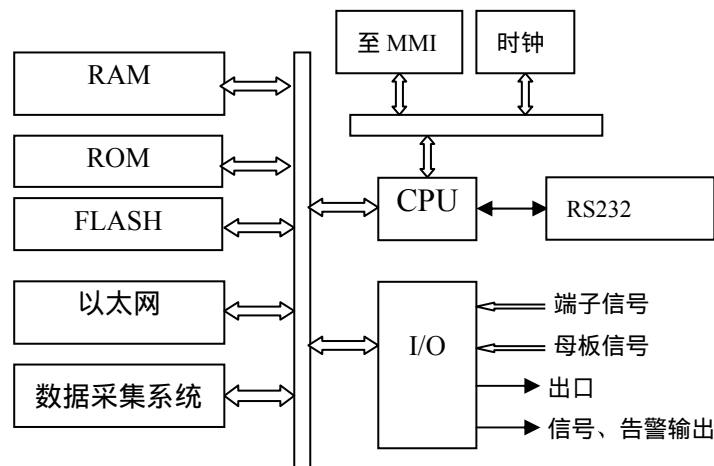 至 MMI
时钟
RAM
ROM
CPU
RS232
FLASH
以太网
端子信号
I/O
母板信号
数据采集系统
出口
信号、告警输出